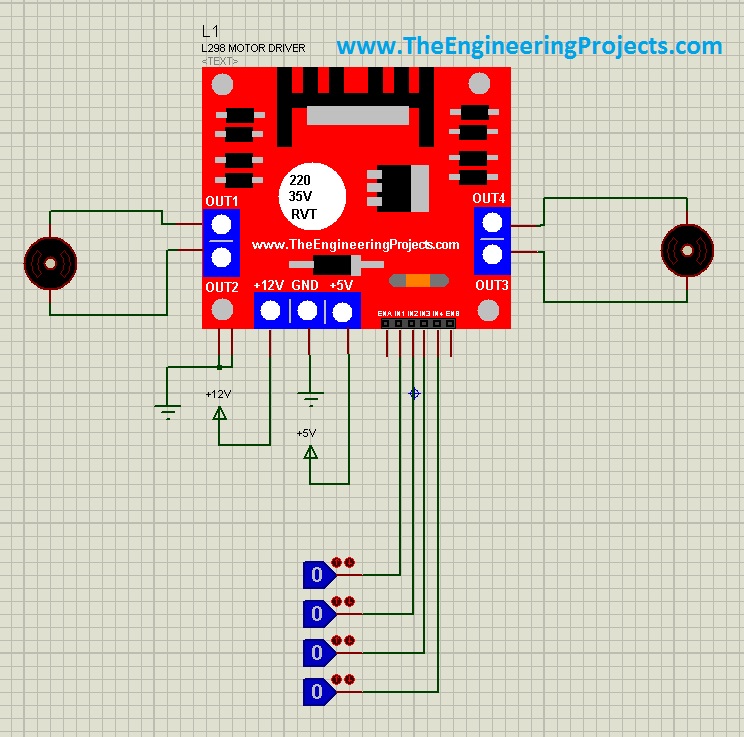 L1
L298 MOTOR DRIVER
<TEXT>
www.TheEngineeringProjects.com
220
35V
RVT
OUT1
OUT4
www.TheEngineeringProjects.com
OUT2
+12V GND +5V
OUT3
ENA IN1 IN2 IN3 IN4 ENB
+12V
+5V
0
0
0
0